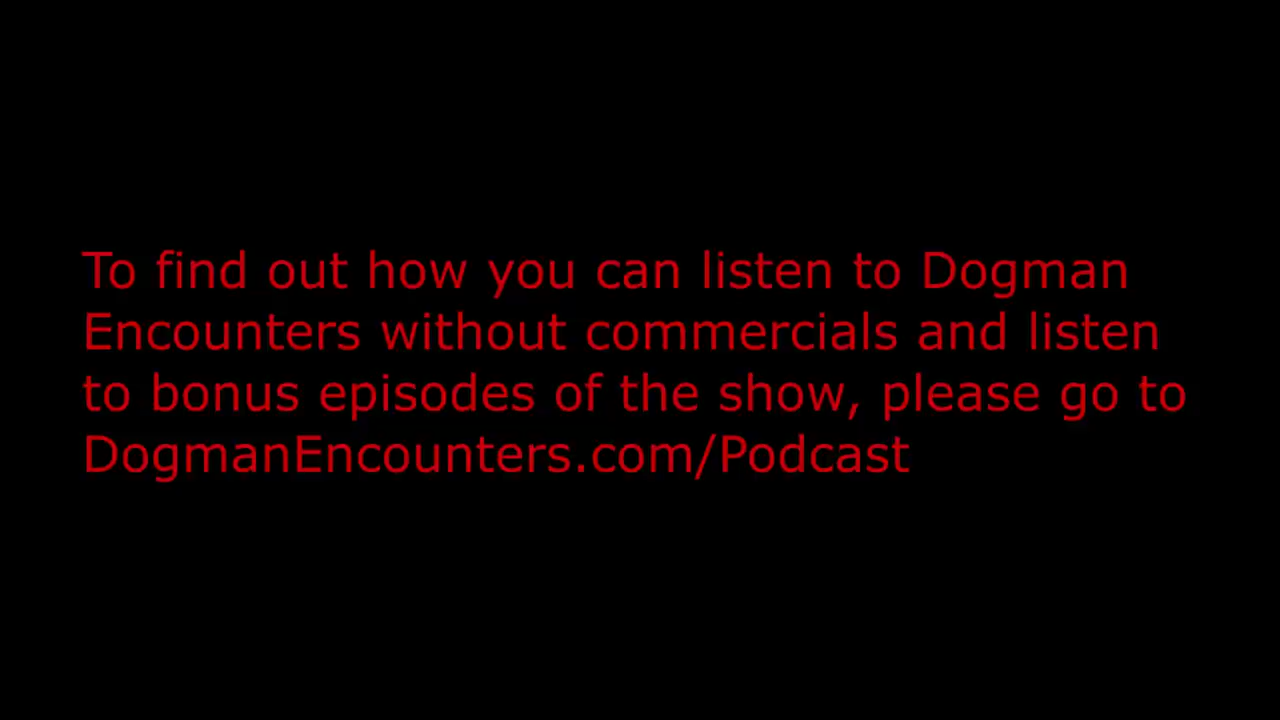 To find out how you can listen to Dogman
Encounters without commercials and listen
to bonus episodes of the show, please go to
DogmanEncounters.com/Podcast